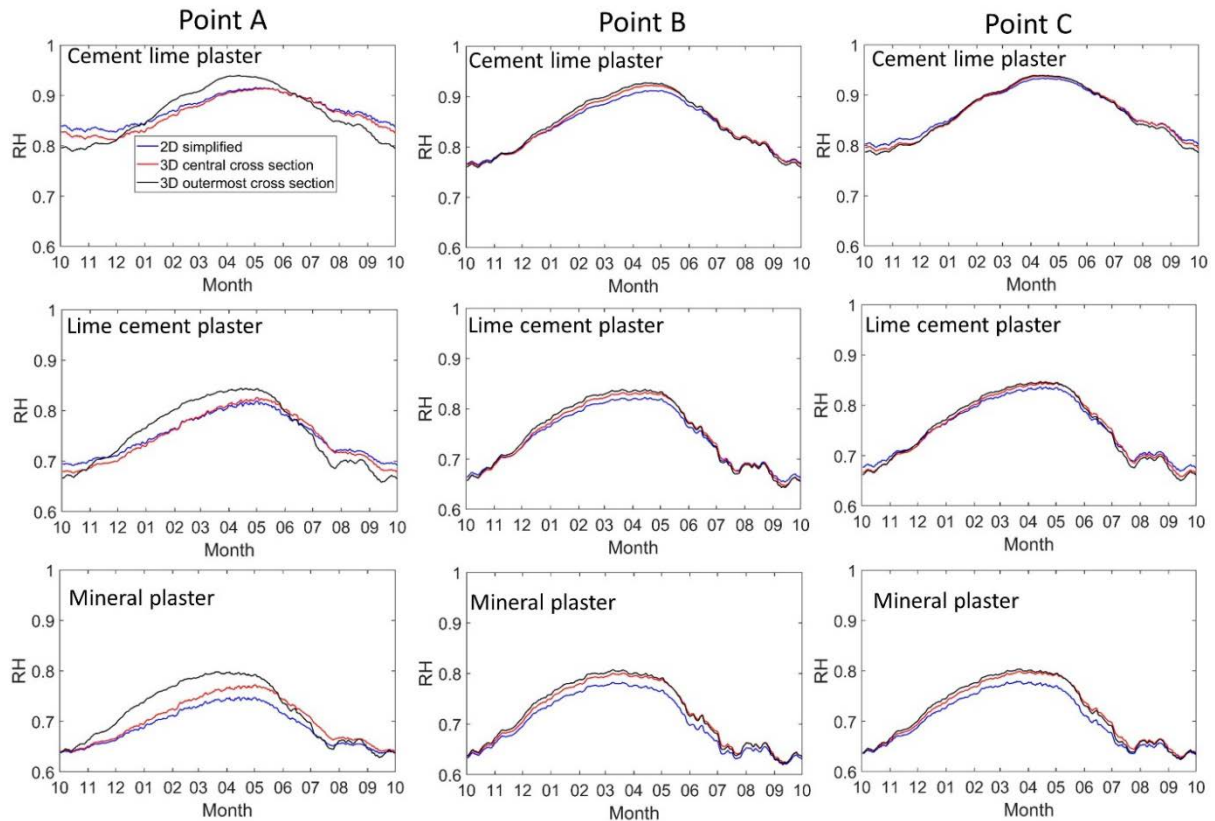 Point A
Point B
Point C
Cement lime plaster
1
0.9
0.8
0.7
0.6
RH
2D simplified
3D central cross section
3D outermost cross section
10 11 12 01 02 03 04 05 06 07 08 09 10
Month
Cement lime plaster
1
0.9
0.8
0.7
0.6
RH
10 11 12 01 02 03 04 05 06 07 08 09 10
Month
Cement lime plaster
1
0.9
0.8
0.7
0.6
RH
10 11 12 01 02 03 04 05 06 07 08 09 10
Month
Lime cement plaster
1
0.9
0.8
0.7
0.6
RH
10 11 12 01 02 03 04 05 06 07 08 09 10
Month
Lime cement plaster
1
0.9
0.8
0.7
0.6
RH
10 11 12 01 02 03 04 05 06 07 08 09 10
Month
Lime cement plaster
1
0.9
0.8
0.7
0.6
RH
10 11 12 01 02 03 04 05 06 07 08 09 10
Month
Mineral plaster
1
0.9
0.8
0.7
0.6
RH
10 11 12 01 02 03 04 05 06 07 08 09 10
Month
Mineral plaster
1
0.9
0.8
0.7
0.6
RH
10 11 12 01 02 03 04 05 06 07 08 09 10
Month
Mineral plaster
1
0.9
0.8
0.7
0.6
RH
10 11 12 01 02 03 04 05 06 07 08 09 10
Month